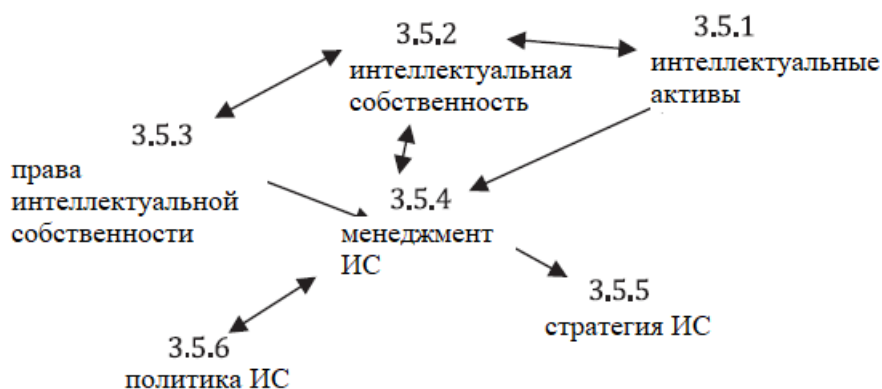 3.5.2
интеллектуальная
собственность
3.5.1
интеллектуальные
активы
3.5.3
права
интеллектуальной
собственности
3.5.4
менеджмент
ИС
3.5.5
стратегия ИС
3.5.6
политика ИС